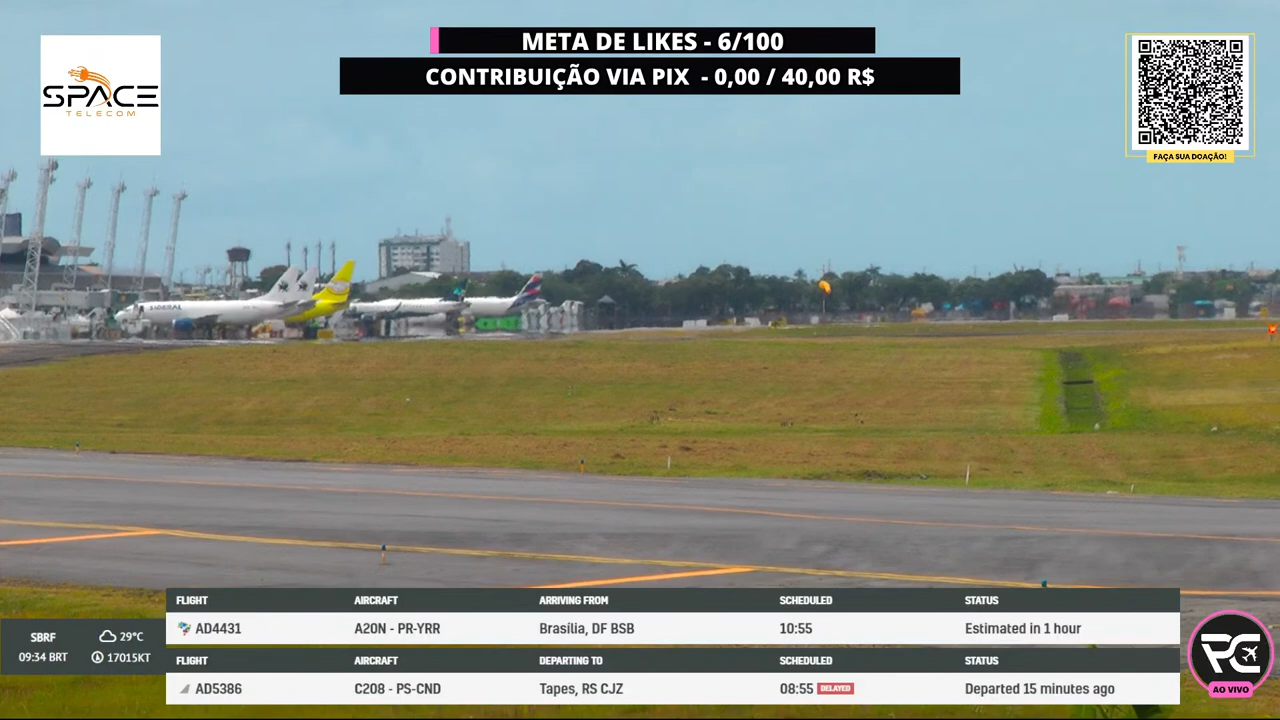 META DE LIKES - 6/100
CONTRIBUIÇÃO VIA PIX - 0,00 / 40,00 R$
SPACE
TELECOM
FAÇA SUA DOAÇÃO!
SIDERAL
FLIGHT AIRCRAFT ARRIVING FROM SCHEDULED STATUS
AD4431 A20N - PR-YRR Brasília, DF BSB 10:55 Estimated in 1 hour
FLIGHT AIRCRAFT DEPARTING TO SCHEDULED STATUS
AD5386 C208 - PS-CND Tapes, RS CJZ 08:55 DELAYED Departed 15 minutes ago
SBRF 29°C
09:34 BRT 17015KT
PC
AO VIVO